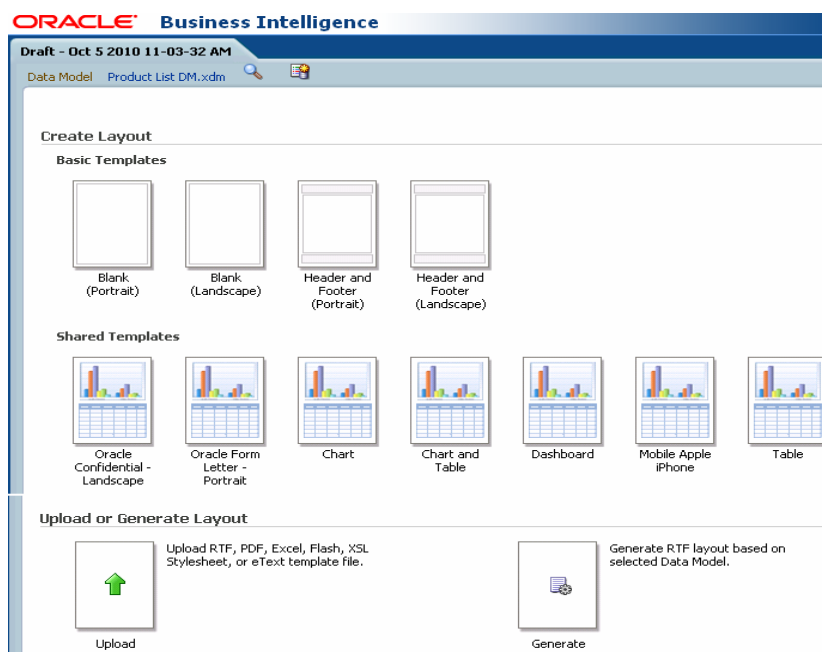 ORACLE Business Intelligence
Draft - Oct 5 2010 11-03-32 AM
Data Model Product List DM.xdm
Create Layout
Basic Templates
Blank
(Portrait)
Blank
(Landscape)
Header and
Footer
(Portrait)
Header and
Footer
(Landscape)
Shared Templates
Oracle
Confidential -
Landscape
Oracle Form
Letter -
Portrait
Chart
Chart and
Table
Dashboard
Mobile Apple
iPhone
Table
Upload or Generate Layout
Upload RTF, PDF, Excel, Flash, XSL
Stylesheet, or eText template file.
Upload
Generate RTF layout based on
selected Data Model.
Generate